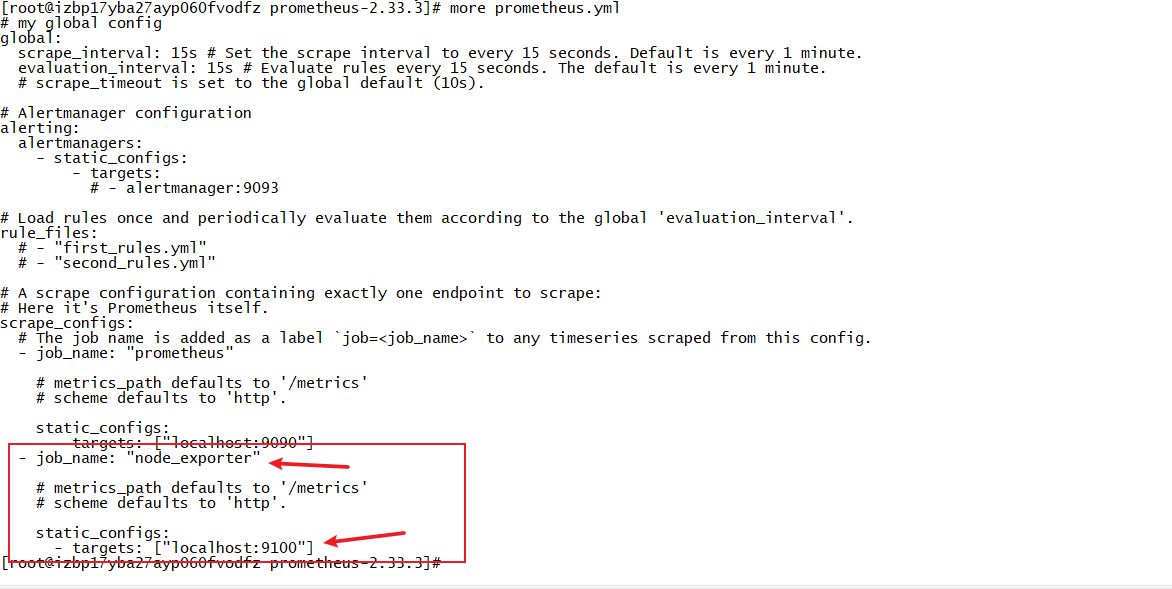 [root@izbp17yba27ayp060fvodfz prometheus-2.33.3]# more prometheus.yml
# my global config
global:
  scrape_interval: 15s # Set the scrape interval to every 15 seconds. Default is every 1 minute.
  evaluation_interval: 15s # Evaluate rules every 15 seconds. The default is every 1 minute.
  # scrape_timeout is set to the global default (10s).

# Alertmanager configuration
alerting:
  alertmanagers:
    - static_configs:
        - targets:
          # - alertmanager:9093

# Load rules once and periodically evaluate them according to the global 'evaluation_interval'.
rule_files:
  # - "first_rules.yml"
  # - "second_rules.yml"

# A scrape configuration containing exactly one endpoint to scrape:
# Here it's Prometheus itself.
scrape_configs:
  # The job name is added as a label `job=<job_name>` to any timeseries scraped from this config.
  - job_name: "prometheus"

    # metrics_path defaults to '/metrics'
    # scheme defaults to 'http'.

    static_configs:
      - targets: ["localhost:9090"]
  - job_name: "node_exporter"

    # metrics_path defaults to '/metrics'
    # scheme defaults to 'http'.

    static_configs:
      - targets: ["localhost:9100"]
[root@izbp17yba27ayp060fvodfz prometheus-2.33.3]#